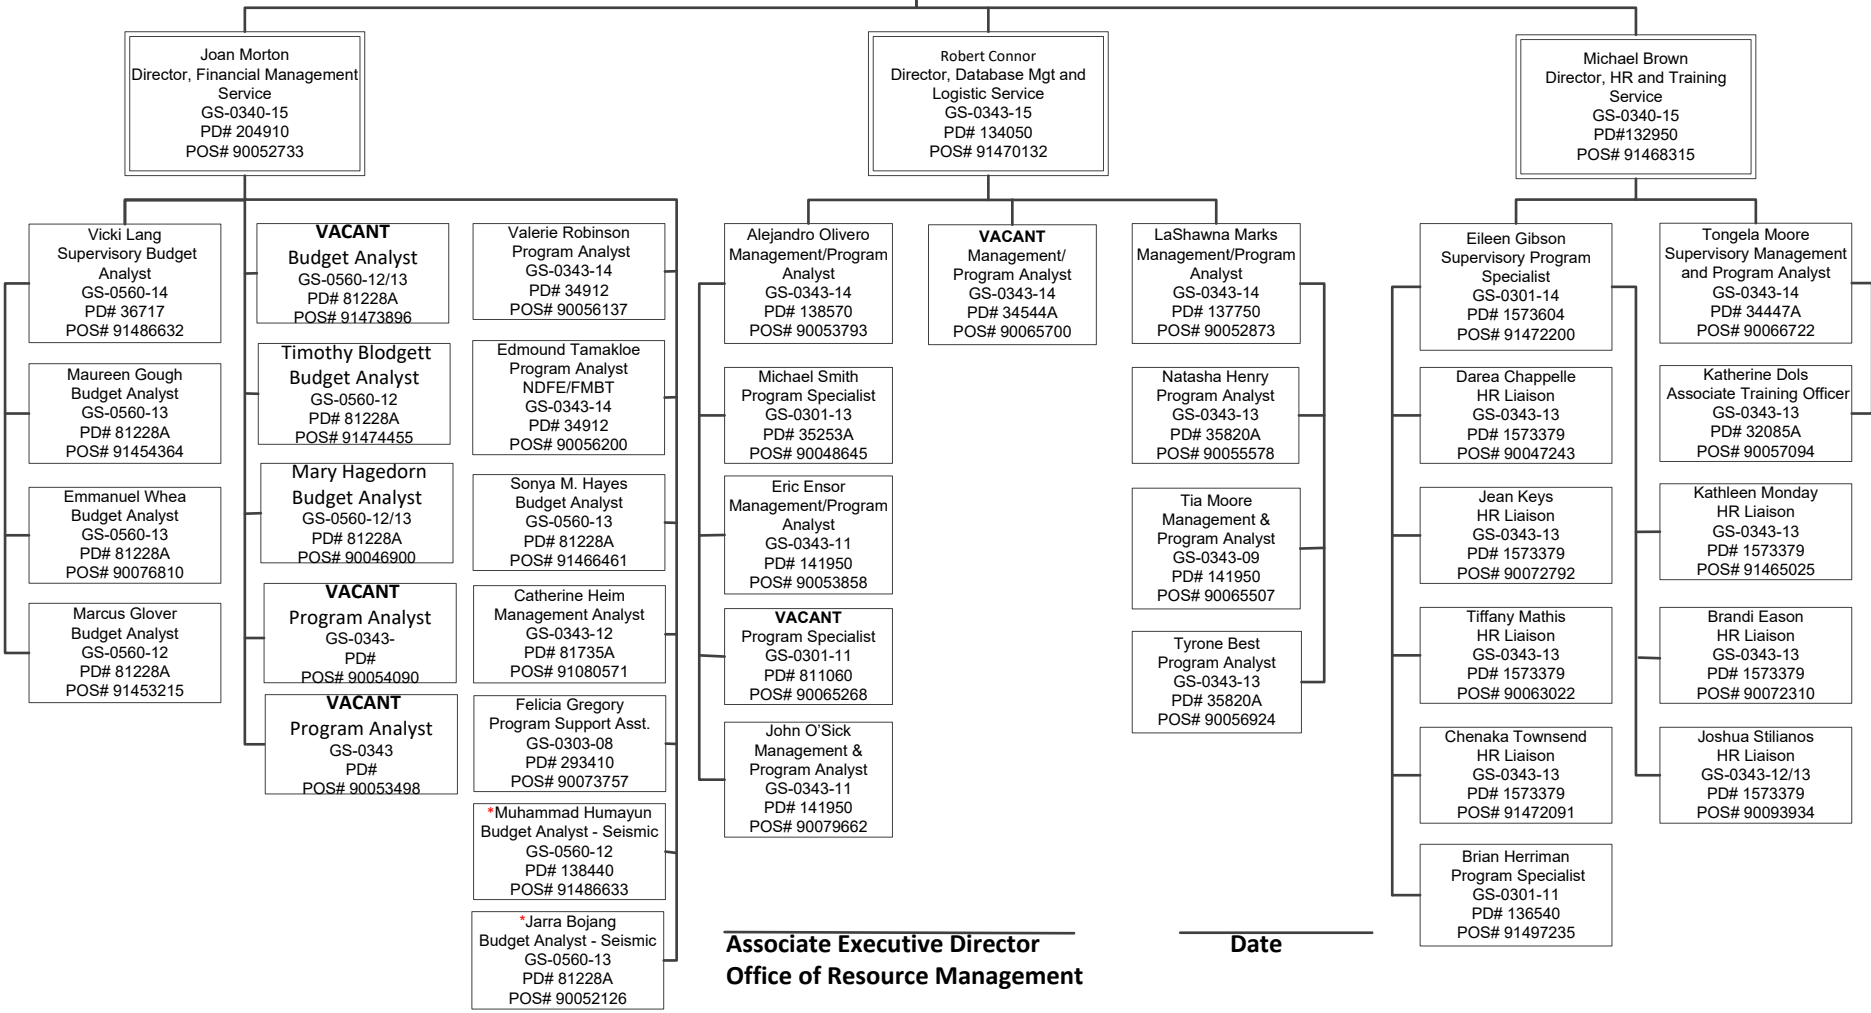 Joan Morton
Director, Financial Management
Service
GS-0340-15
PD# 204910
POS# 90052733
Robert Connor
Director, Database Mgt and
Logistic Service
GS-0343-15
PD# 134050
POS# 91470132
Michael Brown
Director, HR and Training
Service
GS-0340-15
PD#132950
POS# 91468315
Vicki Lang
Supervisory Budget
Analyst
GS-0560-14
PD# 36717
POS# 91486632
Maureen Gough
Budget Analyst
GS-0560-13
PD# 81228A
POS# 91454364
Emmanuel Whea
Budget Analyst
GS-0560-13
PD# 81228A
POS# 90076810
Marcus Glover
Budget Analyst
GS-0560-12
PD# 81228A
POS# 91453215
VACANT
Budget Analyst
GS-0560-12/13
PD# 81228A
POS# 91473896
Timothy Blodgett
Budget Analyst
GS-0560-12
PD# 81228A
POS# 91474455
Mary Hagedorn
Budget Analyst
GS-0560-12/13
PD# 81228A
POS# 90046900
VACANT
Program Analyst
GS-0343-
PD#
POS# 90054090
VACANT
Program Analyst
GS-0343
PD#
POS# 90053498
Valerie Robinson
Program Analyst
GS-0343-14
PD# 34912
POS# 90056137
Edmound Tamakloe
Program Analyst
NDFE/FMBT
GS-0343-14
PD# 34912
POS# 90056200
Sonya M. Hayes
Budget Analyst
GS-0560-13
PD# 81228A
POS# 91466461
Catherine Heim
Management Analyst
GS-0343-12
PD# 81735A
POS# 91080571
Felicia Gregory
Program Support Asst.
GS-0303-08
PD# 293410
POS# 90073757
*Muhammad Humayun
Budget Analyst - Seismic
GS-0560-12
PD# 138440
POS# 91486633
*Jarra Bojang
Budget Analyst - Seismic
GS-0560-13
PD# 81228A
POS# 90052126
Alejandro Olivero
Management/Program
Analyst
GS-0343-14
PD# 138570
POS# 90053793
Michael Smith
Program Specialist
GS-0301-13
PD# 35253A
POS# 90048645
Eric Ensor
Management/Program
Analyst
GS-0343-11
PD# 141950
POS# 90053858
VACANT
Program Specialist
GS-0301-11
PD# 811060
POS# 90065268
John O'Sick
Management &
Program Analyst
GS-0343-11
PD# 141950
POS# 90079662
VACANT
Management/
Program Analyst
GS-0343-14
PD# 34544A
POS# 90065700
LaShawna Marks
Management/Program
Analyst
GS-0343-14
PD# 137750
POS# 90052873
Natasha Henry
Program Analyst
GS-0343-13
PD# 35820A
POS# 90055578
Tia Moore
Management &
Program Analyst
GS-0343-09
PD# 141950
POS# 90065507
Tyrone Best
Program Analyst
GS-0343-13
PD# 35820A
POS# 90056924
Eileen Gibson
Supervisory Program
Specialist
GS-0301-14
PD# 1573604
POS# 91472200
Darea Chappelle
HR Liaison
GS-0343-13
PD# 1573379
POS# 90047243
Jean Keys
HR Liaison
GS-0343-13
PD# 1573379
POS# 90072792
Tiffany Mathis
HR Liaison
GS-0343-13
PD# 1573379
POS# 90063022
Chenaka Townsend
HR Liaison
GS-0343-13
PD# 1573379
POS# 91472091
Brian Herriman
Program Specialist
GS-0301-11
PD# 136540
POS# 91497235
Tongela Moore
Supervisory Management
and Program Analyst
GS-0343-14
PD# 34447A
POS# 90066722
Katherine Dols
Associate Training Officer
GS-0343-13
PD# 32085A
POS# 90057094
Kathleen Monday
HR Liaison
GS-0343-13
PD# 1573379
POS# 91465025
Brandi Eason
HR Liaison
GS-0343-13
PD# 1573379
POS# 90072310
Joshua Stilianos
HR Liaison
GS-0343-12/13
PD# 1573379
POS# 90093934
Associate Executive Director
Office of Resource Management
Date